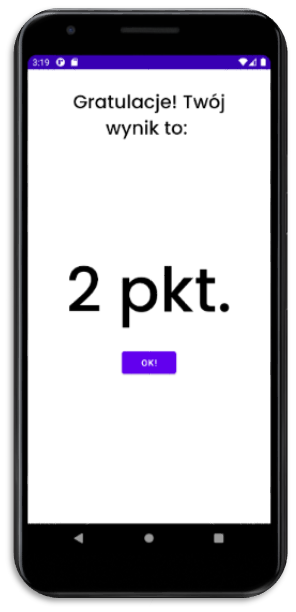 3:19
Gratulacje! Twój
wynik to:
2 pkt.
OK!